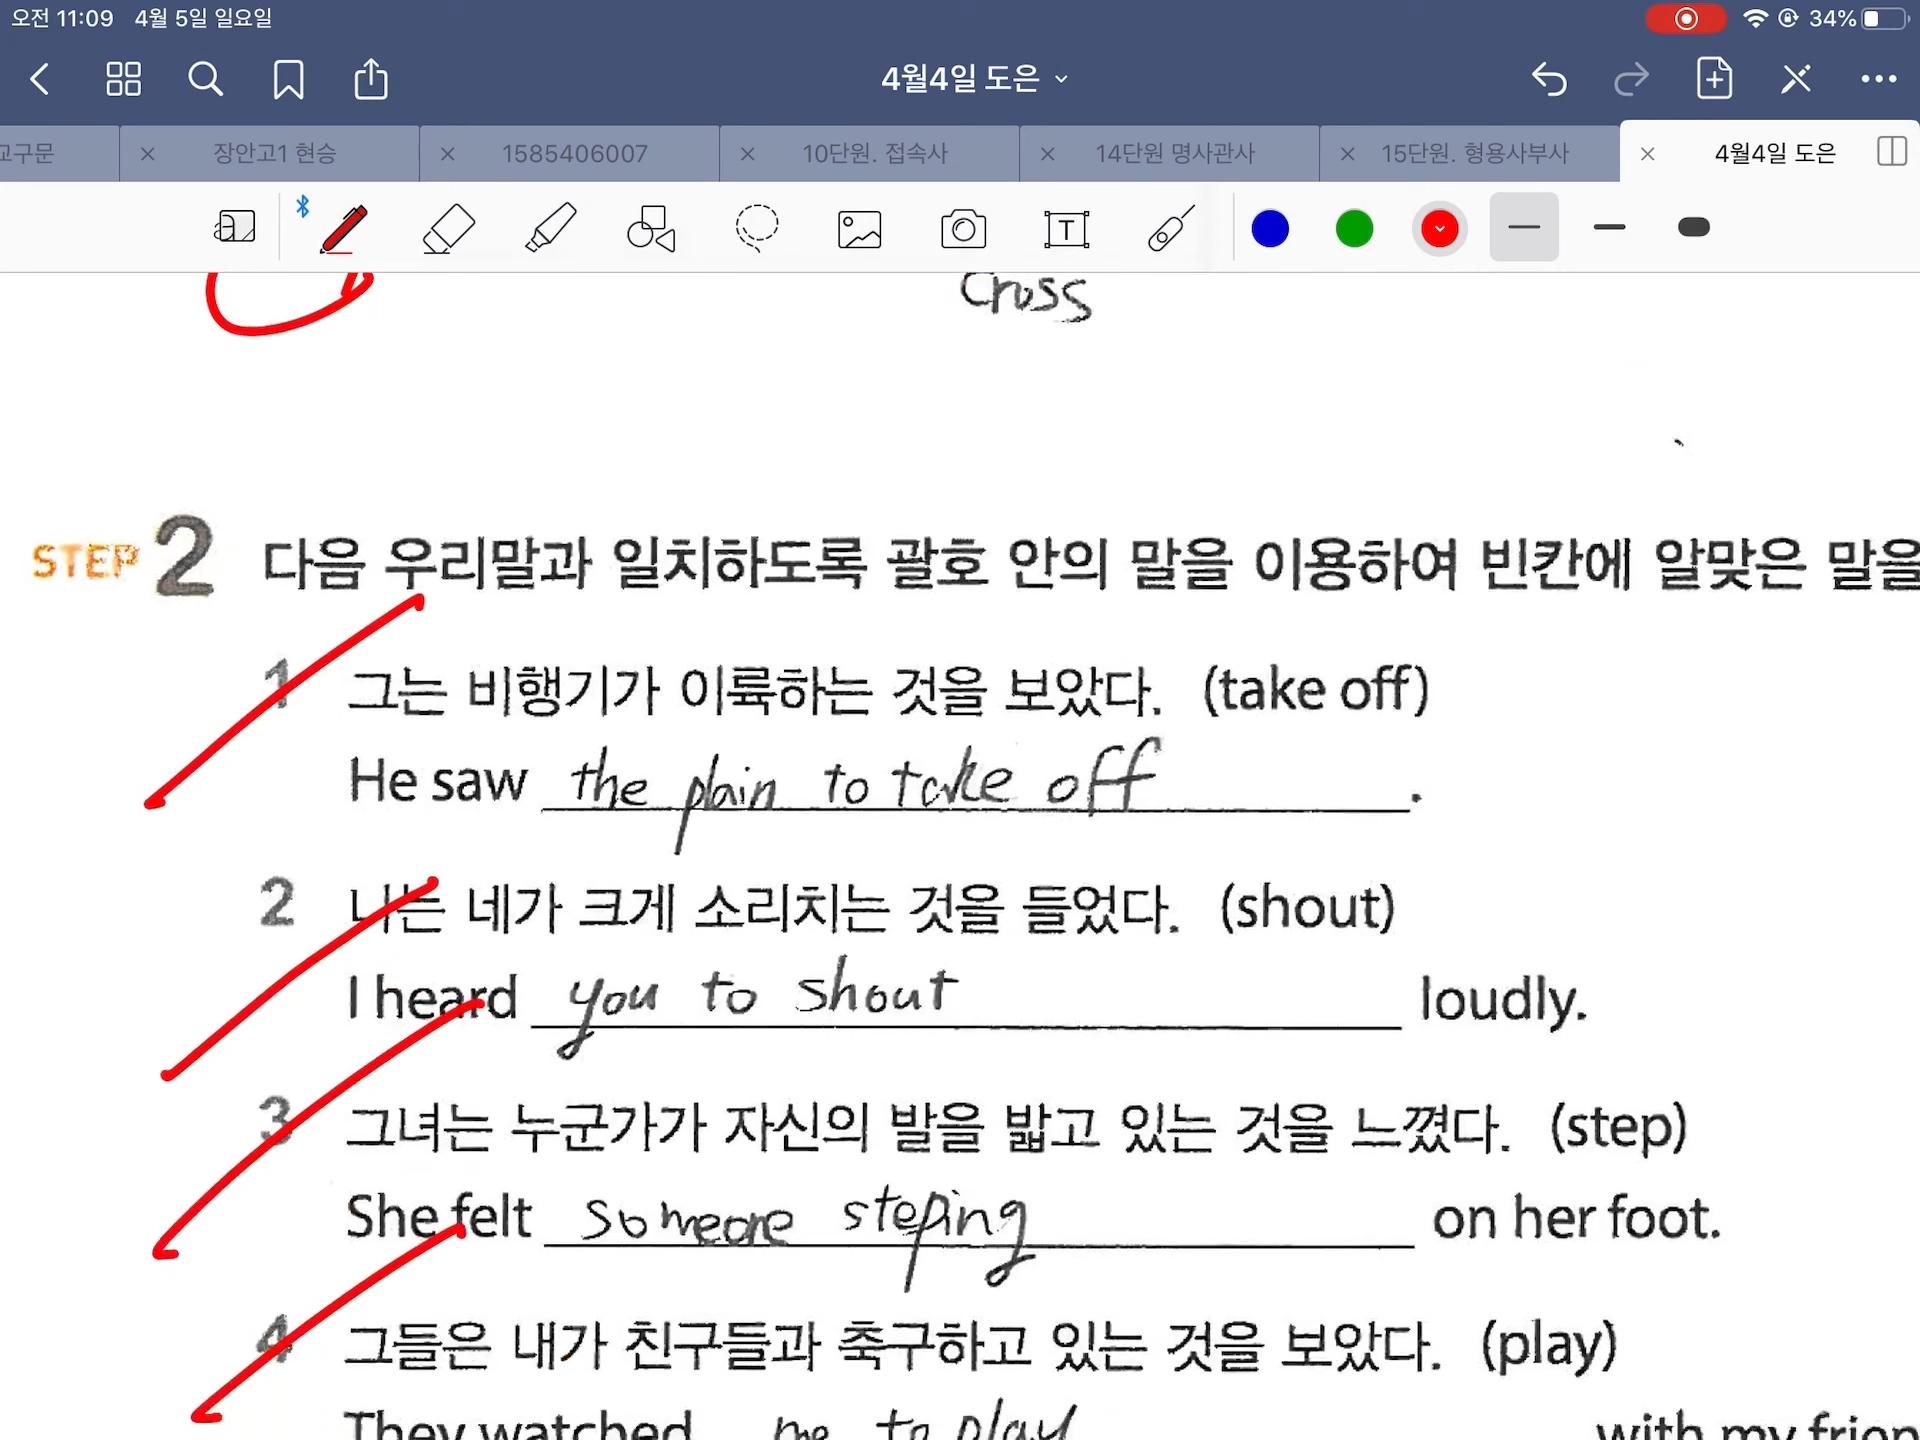 오전 11:09 4월 5일 일요일 34%
4월4일 도은
교구문 장안고1 현승 1585406007 10단원. 접속사 14단원 명사관사 15단원. 형용사부사 4월4일 도은
Cross
STEP 2 다음 우리말과 일치하도록 괄호 안의 말을 이용하여 빈칸에 알맞은 말을
1 그는 비행기가 이륙하는 것을 보았다. (take off)
He saw the plain to take off .
2 나는 네가 크게 소리치는 것을 들었다. (shout)
I heard you to shout loudly.
3 그녀는 누군가가 자신의 발을 밟고 있는 것을 느꼈다. (step)
She felt someone steping on her foot.
4 그들은 내가 친구들과 축구하고 있는 것을 보았다. (play)
They watched me to play with my frien